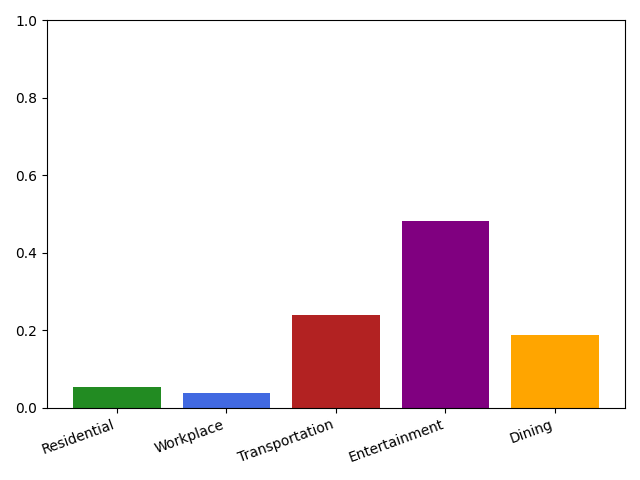 1.0
0.8
0.6
0.4
0.2
0.0
Residential
Workplace
Transportation
Entertainment
Dining